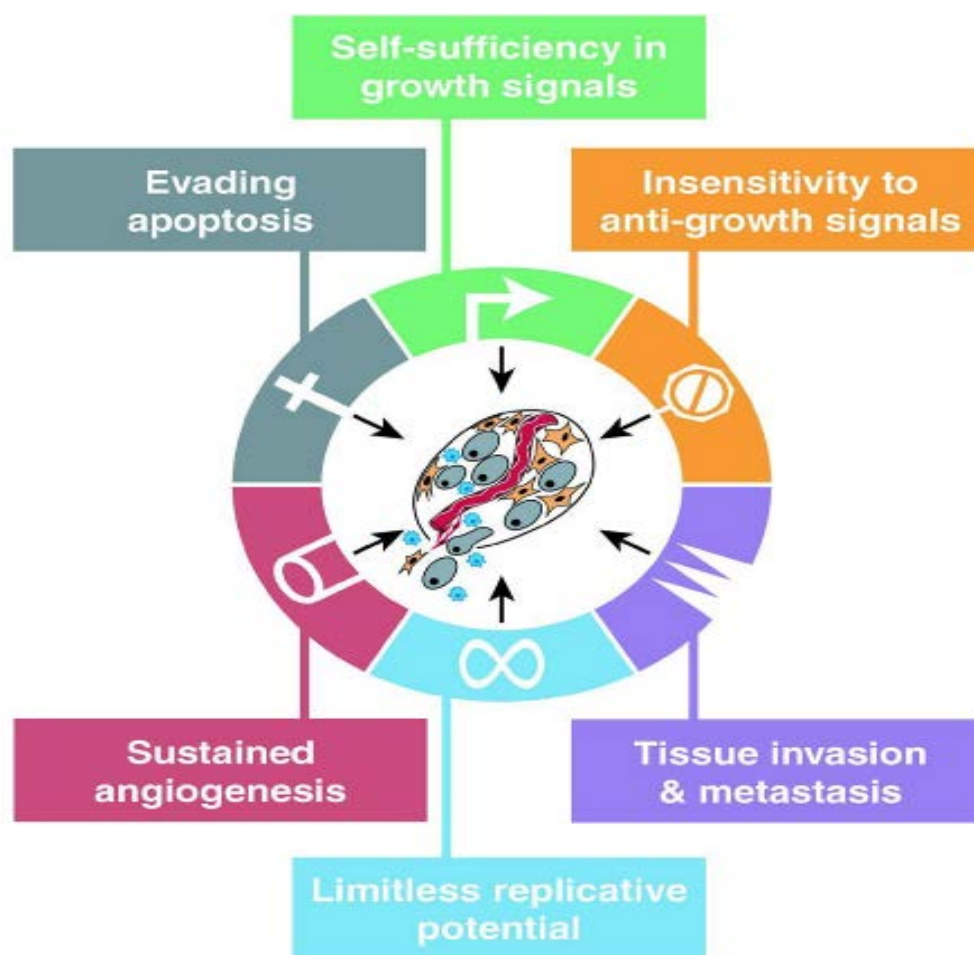 Self-sufficiency in
growth signals
Evading
apoptosis
Insensitivity to
anti-growth signals
Sustained
angiogenesis
Tissue invasion
& metastasis
Limitless replicative
potential